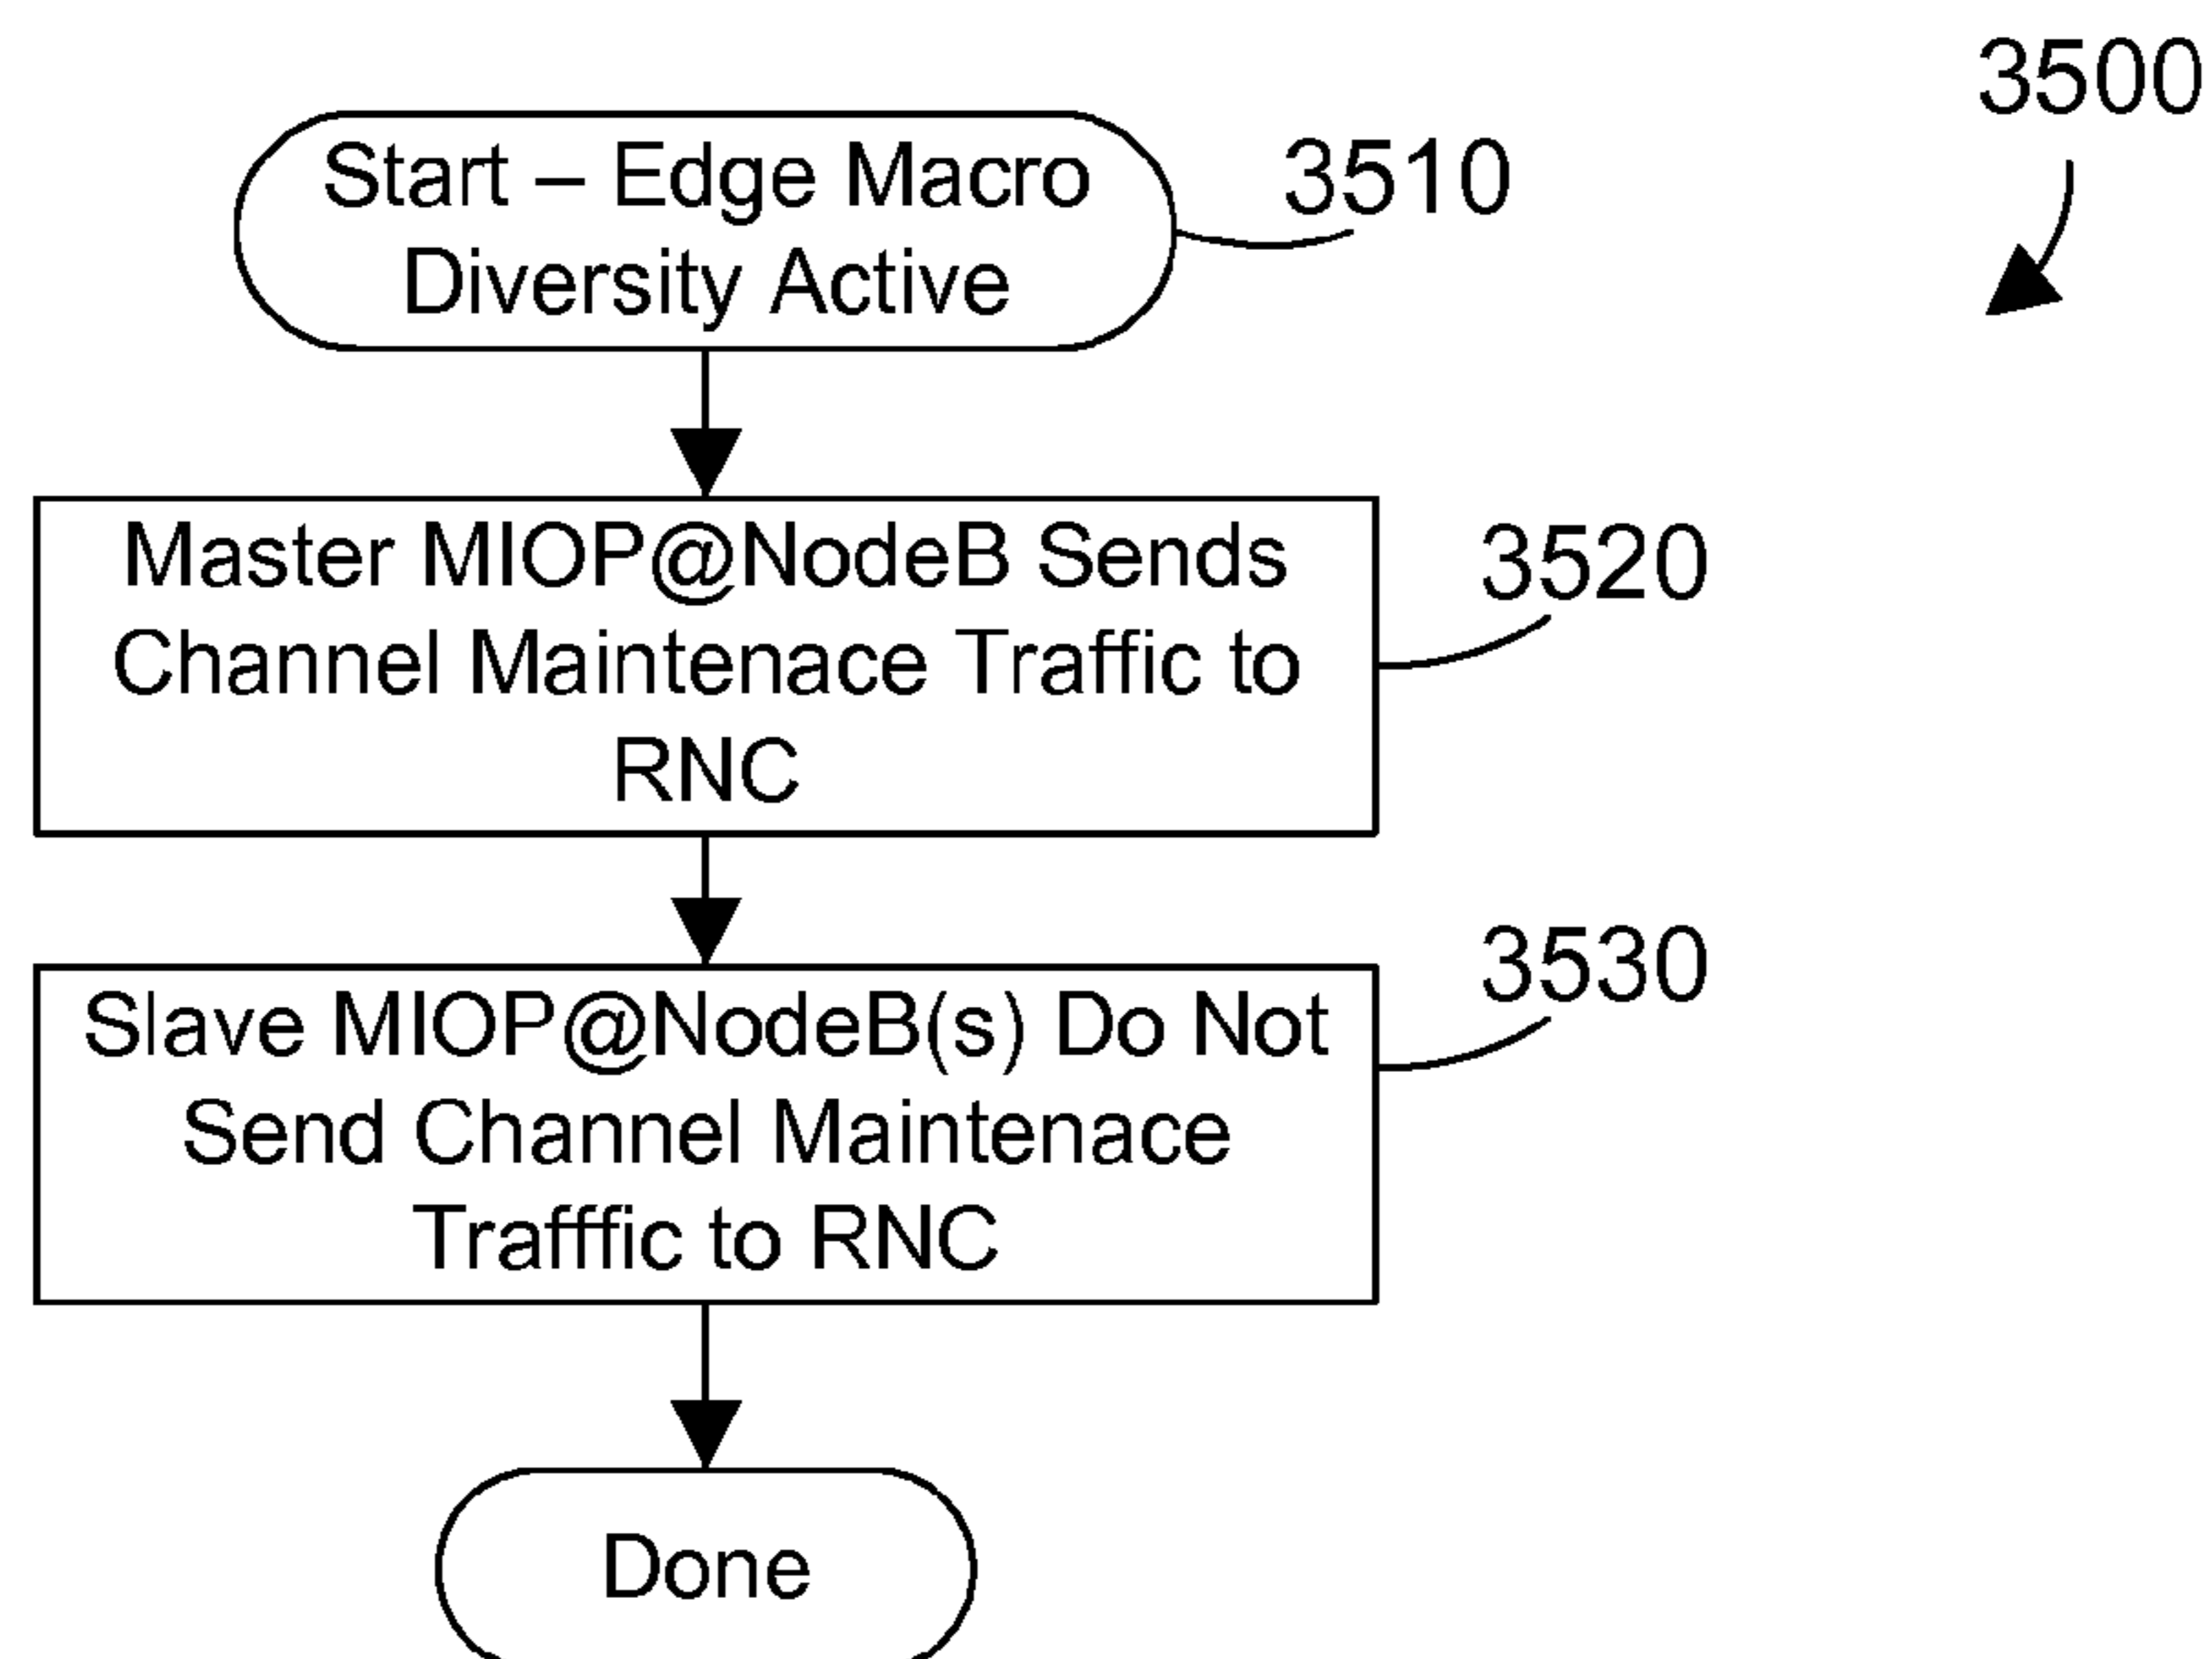 3500
Start – Edge Macro
Diversity Active
3510
Master MIOP@NodeB Sends
Channel Maintenace Traffic to
RNC
3520
Slave MIOP@NodeB(s) Do Not
Send Channel Maintenace
Traffffic to RNC
3530
Done